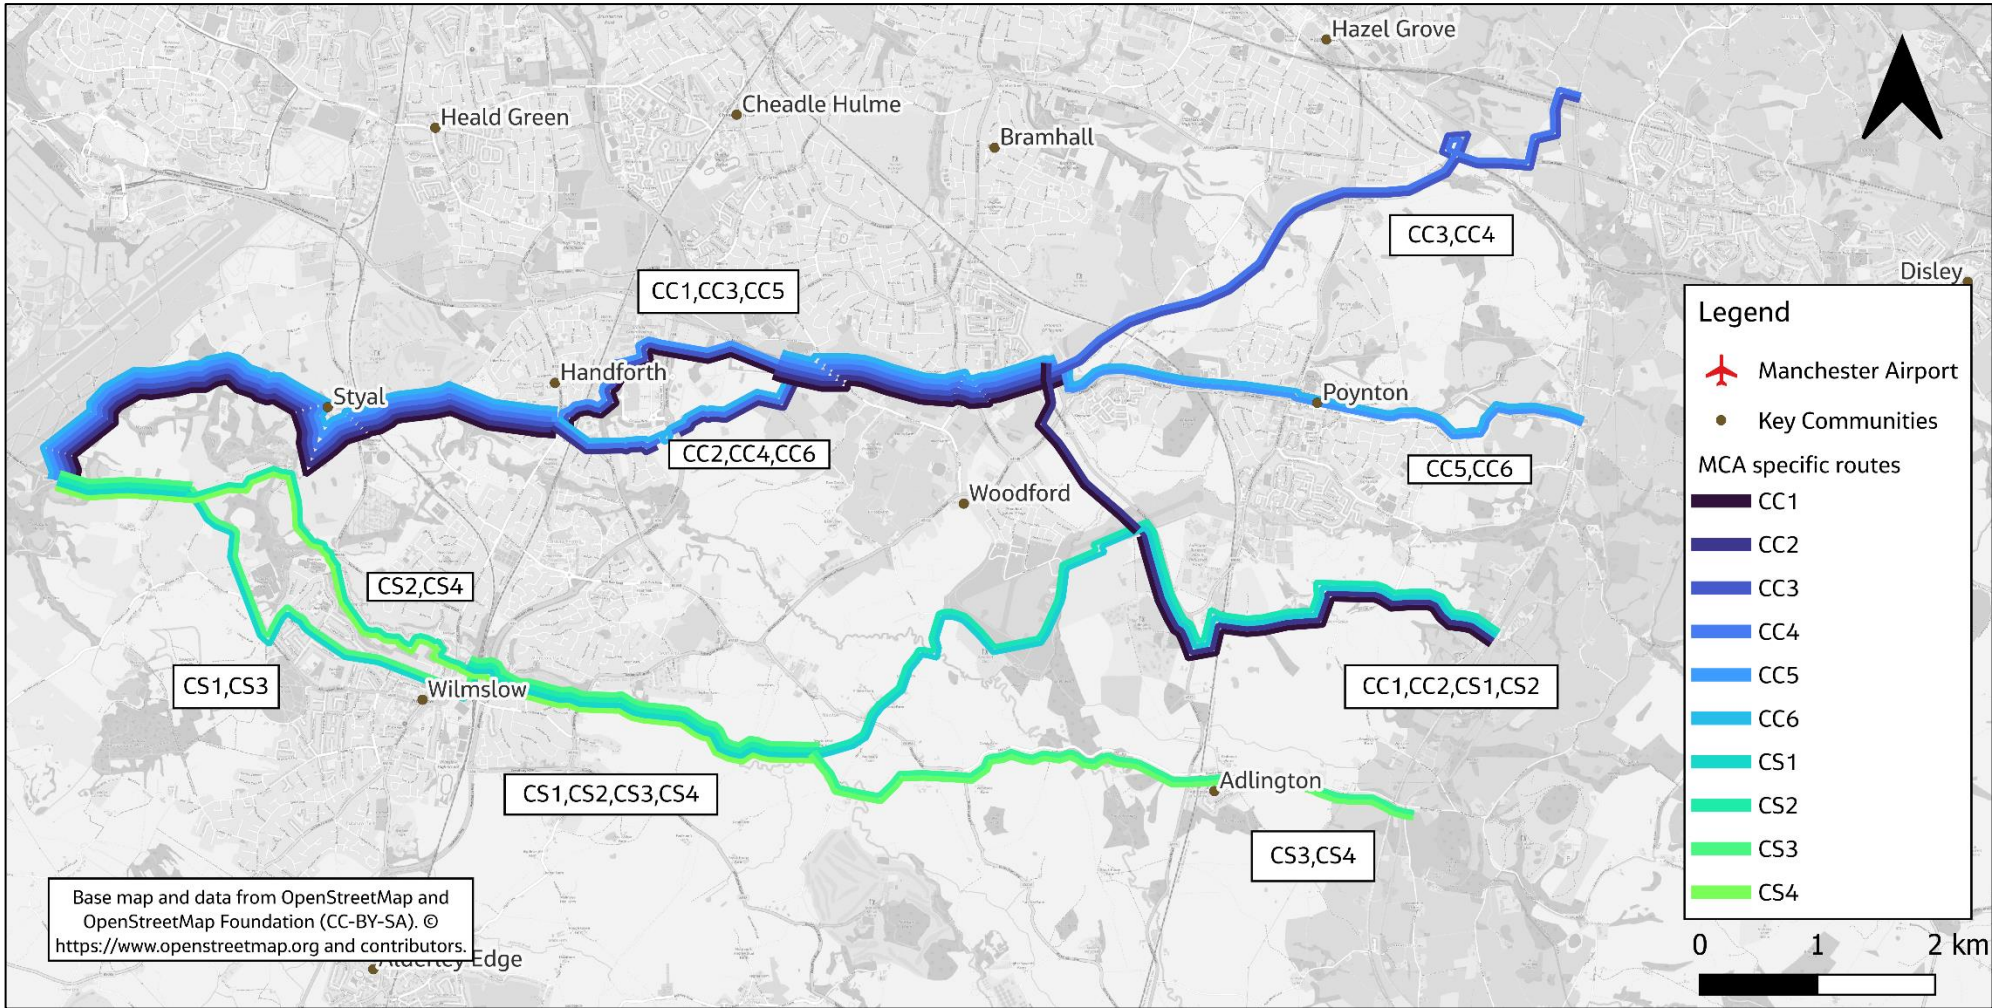 Hazel Grove
Cheadle Hulme
Heald Green
Bramhall
CC3,CC4
Disley
CC1,CC3,CC5
Handforth
Styal
Poynton
CC2,CC4,CC6
CC5,CC6
Woodford
CS2,CS4
CS1,CS3
Wilmslow
CC1,CC2,CS1,CS2
CS1,CS2,CS3,CS4
Adlington
CS3,CS4
Alderley Edge
Legend
Manchester Airport
Key Communities
MCA specific routes
CC1
CC2
CC3
CC4
CC5
CC6
CS1
CS2
CS3
CS4
0 1 2 km
Base map and data from OpenStreetMap and
OpenStreetMap Foundation (CC-BY-SA). ©
https://www.openstreetmap.org and contributors.